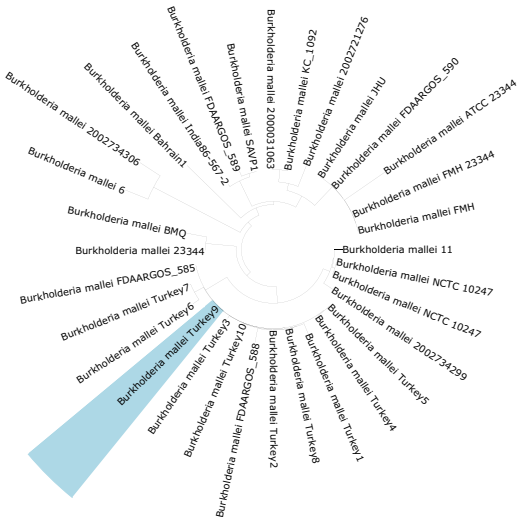 Burkholderia mallei 2000031063
Burkholderia mallei KC_1092
Burkholderia mallei 2002721276
Burkholderia mallei JHU
Burkholderia mallei FDAARGOS_590
Burkholderia mallei ATCC 23344
Burkholderia mallei FMH 23344
Burkholderia mallei FMH
Burkholderia mallei 11
Burkholderia mallei NCTC 10247
Burkholderia mallei NCTC 10247
Burkholderia mallei 2002734299
Burkholderia mallei Turkey5
Burkholderia mallei Turkey4
Burkholderia mallei Turkey1
Burkholderia mallei Turkey8
Burkholderia mallei Turkey2
Burkholderia mallei FDAARGOS_588
Burkholderia mallei Turkey10
Burkholderia mallei Turkey3
Burkholderia mallei Turkey9
Burkholderia mallei Turkey6
Burkholderia mallei Turkey7
Burkholderia mallei FDAARGOS_585
Burkholderia mallei 23344
Burkholderia mallei BMQ
Burkholderia mallei 6
Burkholderia mallei 2002734306
Burkholderia mallei Bahrain1
Burkholderia mallei India86-567-2
Burkholderia mallei FDAARGOS_589
Burkholderia mallei SAVP1